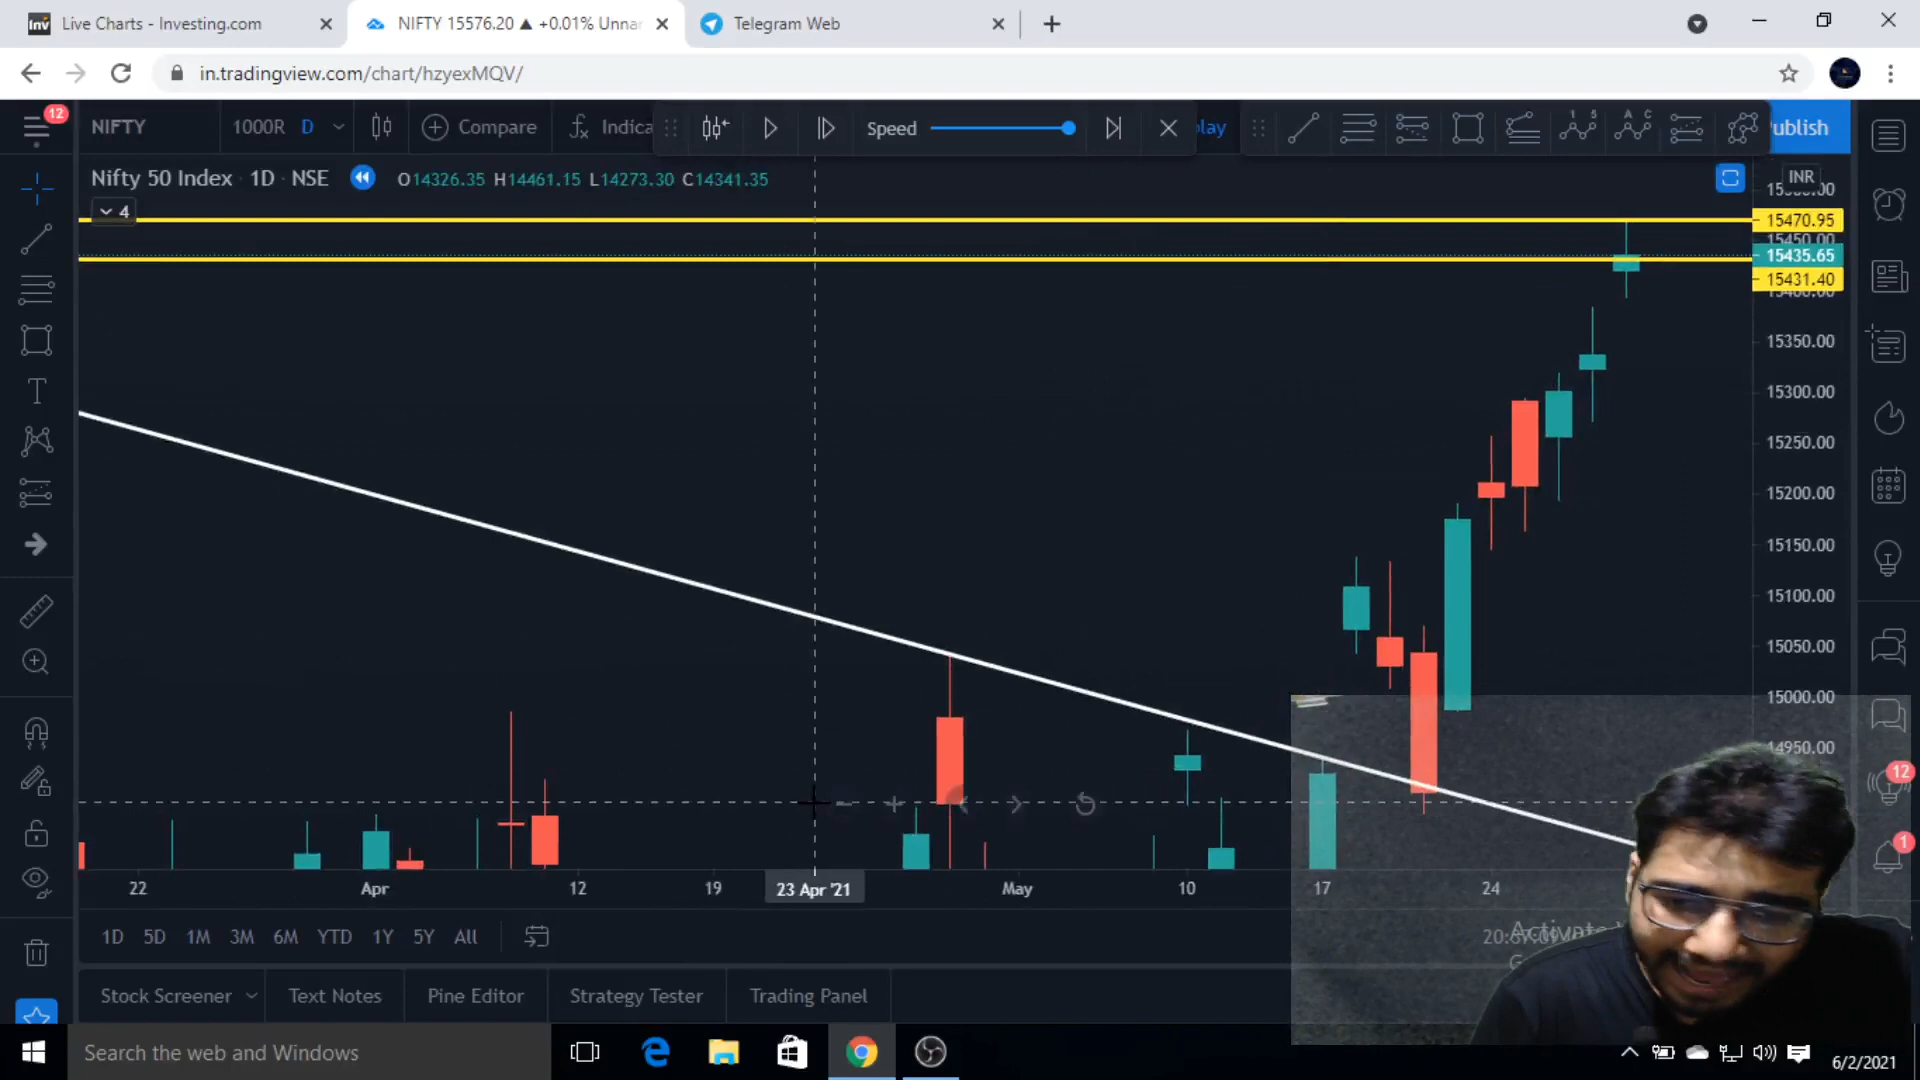 Live Charts - Investing.com
NIFTY 15576.20 ▲ +0.01% Unna
Telegram Web
in.tradingview.com/chart/hzyexMQV/
12
NIFTY
1000R D
Compare
Indica
Speed
play
ublish
Nifty 50 Index · 1D · NSE
O14326.35 H14461.15 L14273.30 C14341.35
INR
4
15470.95
15450.00
15435.65
15431.40
15350.00
15300.00
15250.00
15200.00
15150.00
15100.00
15050.00
15000.00
14950.00
12
1
22
Apr
12
19
23 Apr '21
May
10
17
24
1D 5D 1M 3M 6M YTD 1Y 5Y All
Stock Screener
Text Notes
Pine Editor
Strategy Tester
Trading Panel
Search the web and Windows
6/2/2021